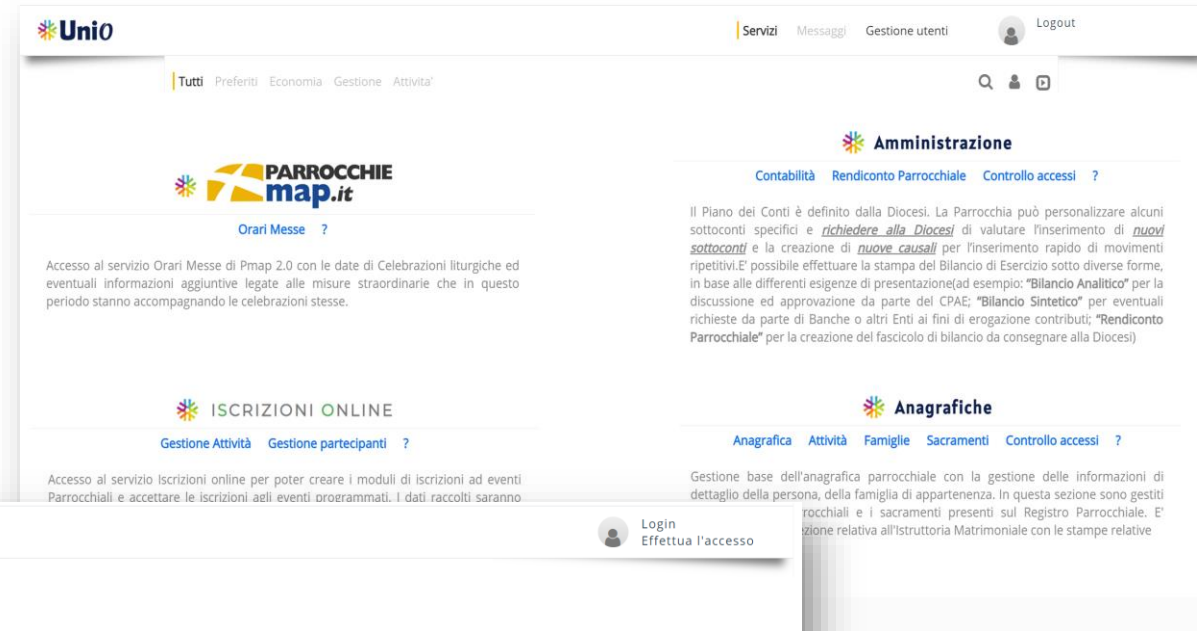 Unio
Servizi Messaggi Gestione utenti Logout
Tutti Preferiti Economia Gestione Attivita'
PARROCCHIE
map.it
Orari Messe ?
Accesso al servizio Orari Messe di Pmap 2.0 con le date di Celebrazioni liturgiche ed
eventuali informazioni aggiuntive legate alle misure straordinarie che in questo
periodo stanno accompagnando le celebrazioni stesse.
Amministrazione
Contabilità Rendiconto Parrocchiale Controllo accessi ?
Il Piano dei Conti è definito dalla Diocesi. La Parrocchia può personalizzare alcuni
sottoconti specifici e richiedere alla Diocesi di valutare l'inserimento di nuovi
sottoconti e la creazione di nuove causali per l'inserimento rapido di movimenti
ripetitivi.E' possibile effettuare la stampa del Bilancio di Esercizio sotto diverse forme,
in base alle differenti esigenze di presentazione(ad esempio: "Bilancio Analitico" per la
discussione ed approvazione da parte del CPAE; "Bilancio Sintetico" per eventuali
richieste da parte di Banche o altri Enti ai fini di erogazione contributi; "Rendiconto
Parrocchiale" per la creazione del fascicolo di bilancio da consegnare alla Diocesi)
ISCRIZIONI ONLINE
Gestione Attività Gestione partecipanti ?
Accesso al servizio Iscrizioni online per poter creare i moduli di iscrizioni ad eventi
Parrocchiali e accettare le iscrizioni agli eventi programmati. I dati raccolti saranno
Anagrafiche
Anagrafica Attività Famiglie Sacramenti Controllo accessi ?
Gestione base dell'anagrafica parrocchiale con la gestione delle informazioni di
dettaglio della persona, della famiglia di appartenenza. In questa sezione sono gestiti
rrocchiali e i sacramenti presenti sul Registro Parrocchiale. E'
ezione relativa all'Istruttoria Matrimoniale con le stampe relative
Login
Effettua l'accesso